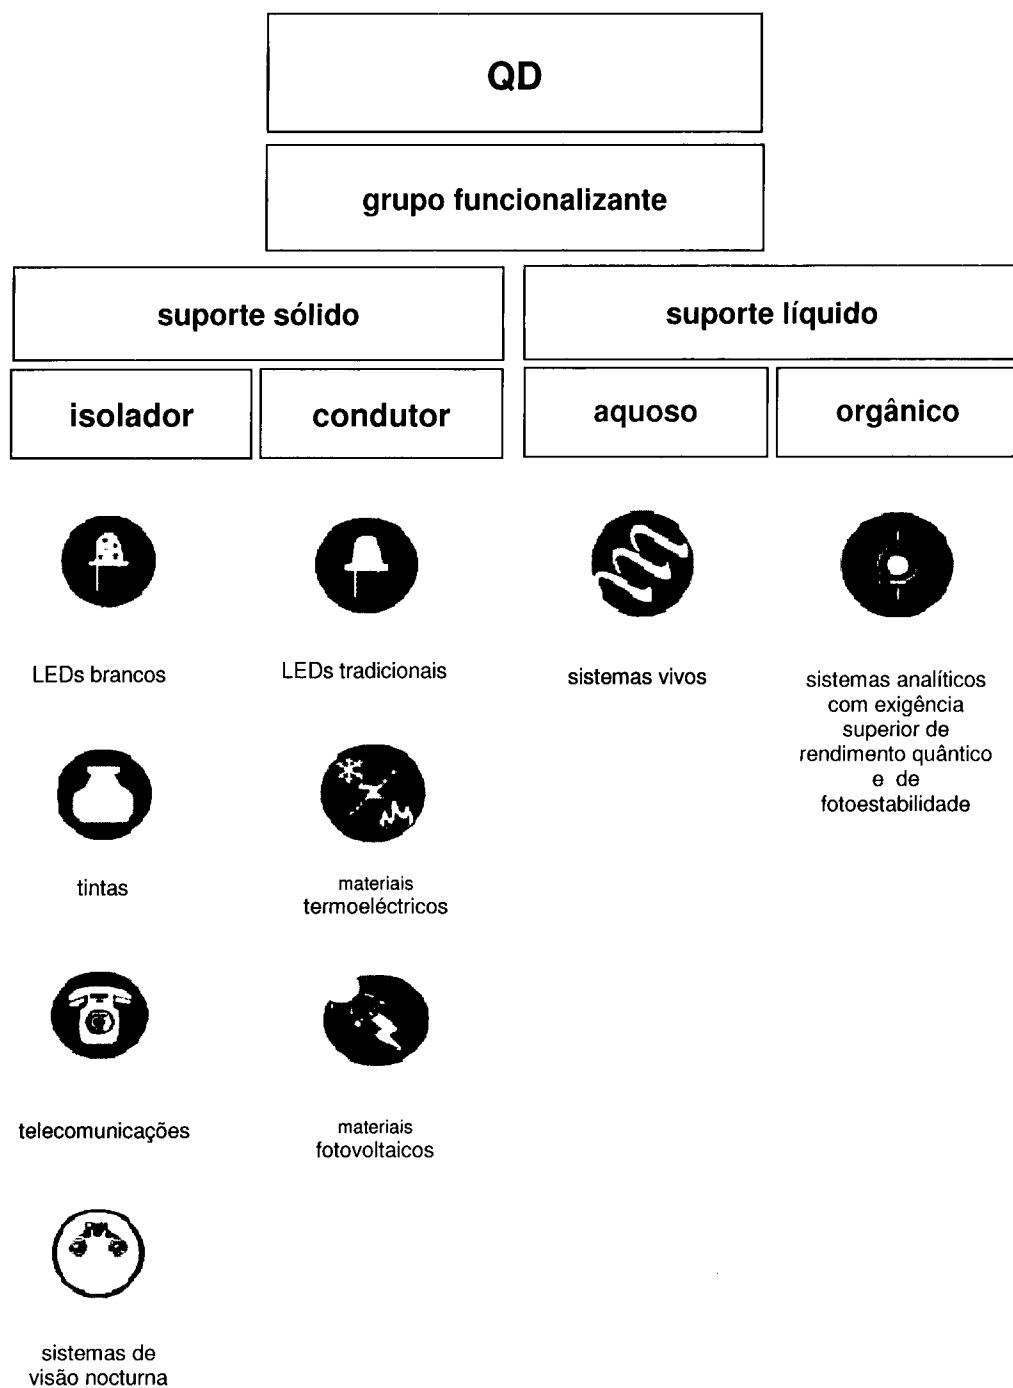 QD
grupo funcionalizante
suporte sólido
suporte líquido
isolador
condutor
aquoso
orgânico
LEDs brancos
LEDs tradicionais
sistemas vivos
sistemas analíticos
com exigência
superior de
rendimento quântico
e de
fotoestabilidade
tintas
materiais
termoeléctricos
telecomunicações
materiais
fotovoltaicos
sistemas de
visão nocturna